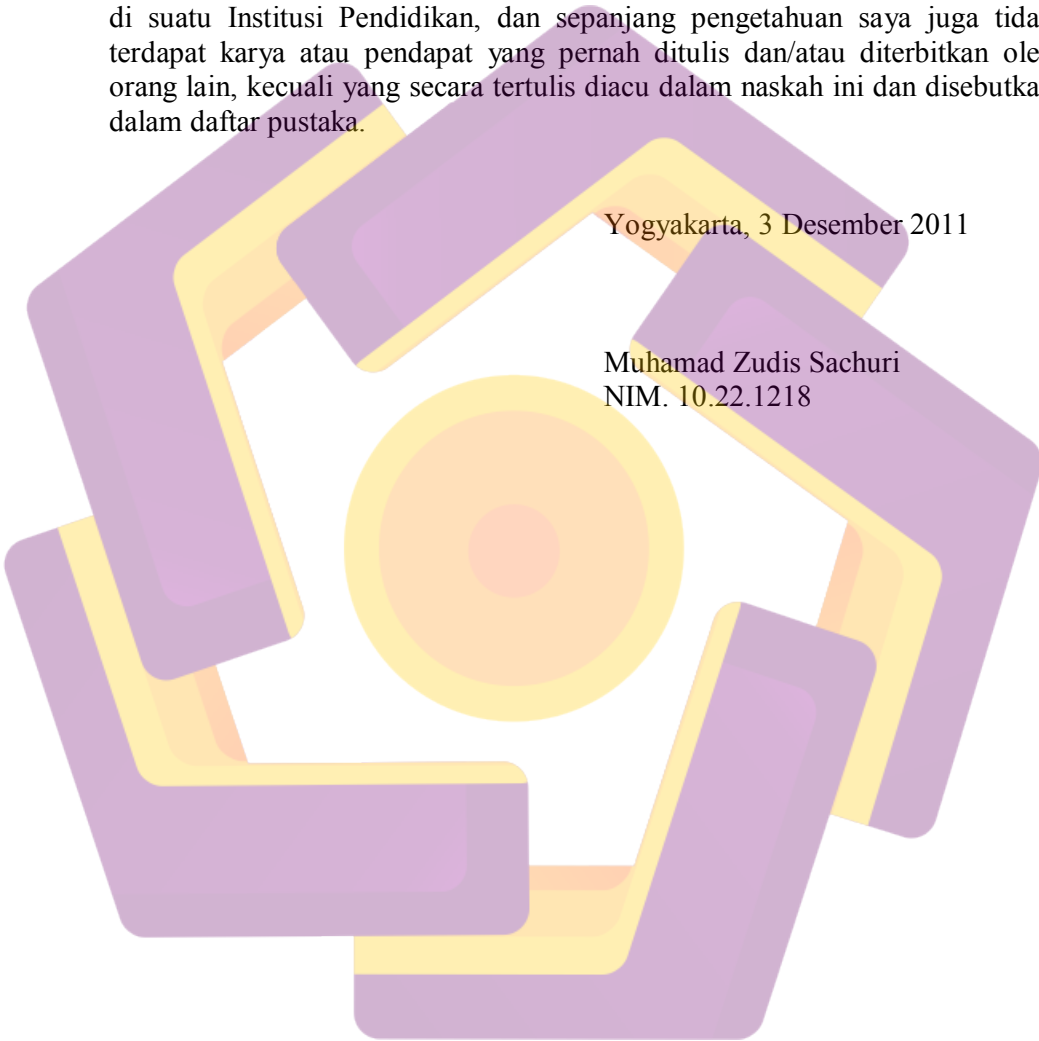 di suatu Institusi Pendidikan, dan sepanjang pengetahuan saya juga tida
terdapat karya atau pendapat yang pernah ditulis dan/atau diterbitkan ole
orang lain, kecuali yang secara tertulis diacu dalam naskah ini dan disebutka
dalam daftar pustaka.
Yogyakarta, 3 Desember 2011
Muhamad Zudis Sachuri
NIM. 10.22.1218